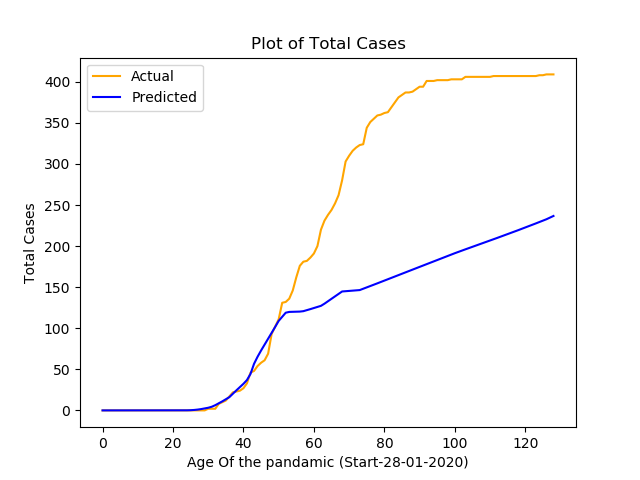 Plot of Total Cases
Actual
Predicted
Total Cases
400
350
300
250
200
150
100
50
0
0 20 40 60 80 100 120
Age Of the pandamic (Start-28-01-2020)